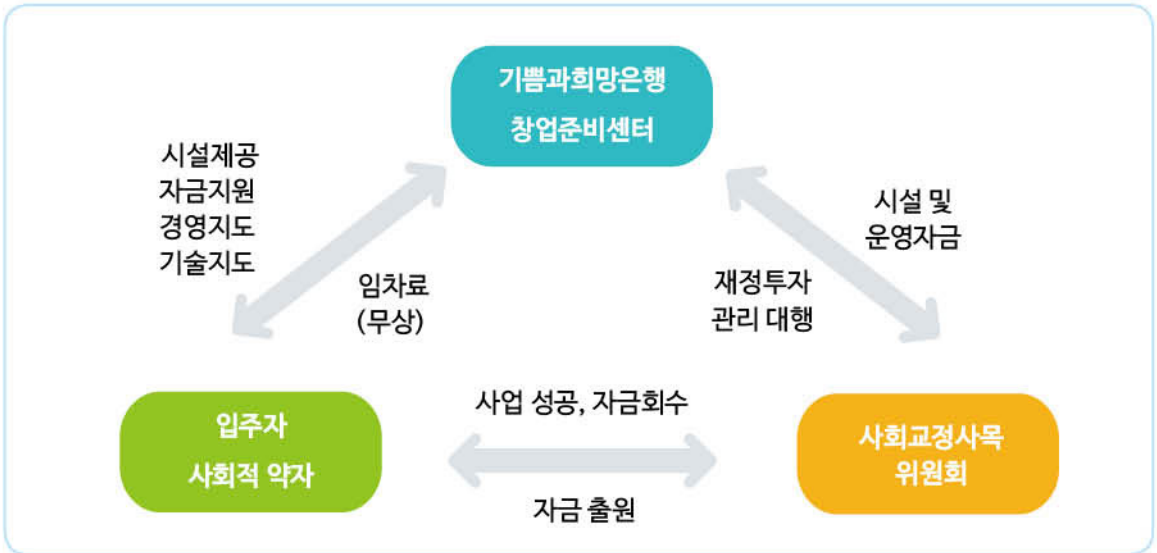 기쁨과희망은행
창업준비센터
시설제공
자금지원
경영지도
기술지도
임차료
(무상)
시설 및
운영자금
재정투자
관리 대행
입주자
사회적 약자
사업 성공, 자금회수
자금 출원
사회교정사목
위원회